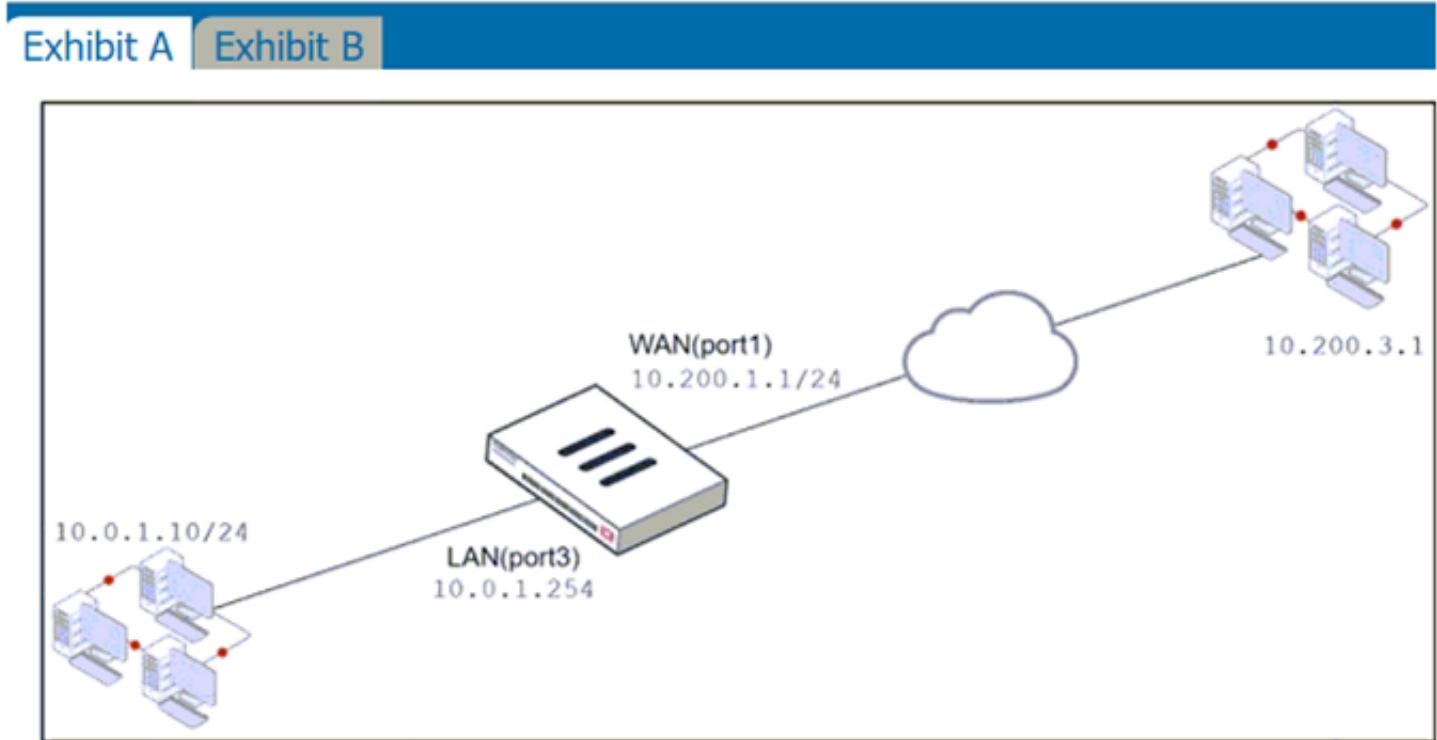 Exhibit A
Exhibit B
WAN(port1)
10.200.1.1/24
10.200.3.1
10.0.1.10/24
LAN(port3)
10.0.1.254